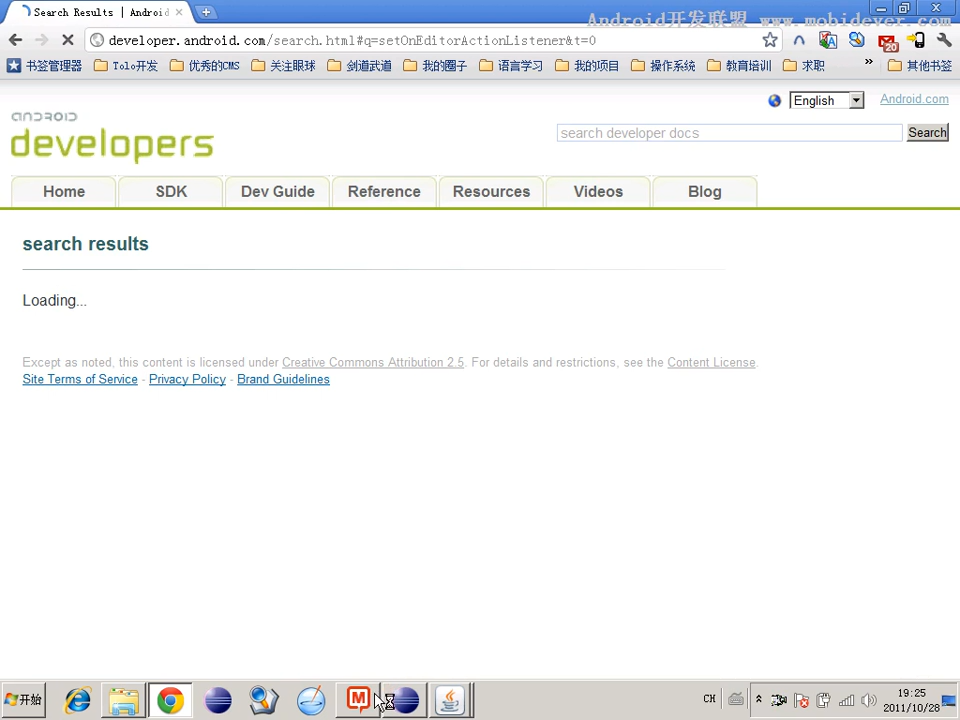 Search Results | Android
Android开发联盟 www.mobidever.com
developer.android.com/search.html#q=setOnEditorActionListener&t=0
20
书签管理器 Tolo开发 优秀的CMS 关注眼球 剑道武道 我的圈子 语言学习 我的项目 操作系统 教育培训 求职 » 其他书签
English Android.com
android
developers
search developer docs Search
Home SDK Dev Guide Reference Resources Videos Blog
search results
Loading...
Except as noted, this content is licensed under Creative Commons Attribution 2.5. For details and restrictions, see the Content License.
Site Terms of Service - Privacy Policy - Brand Guidelines
开始
CH
19:25
2011/10/28